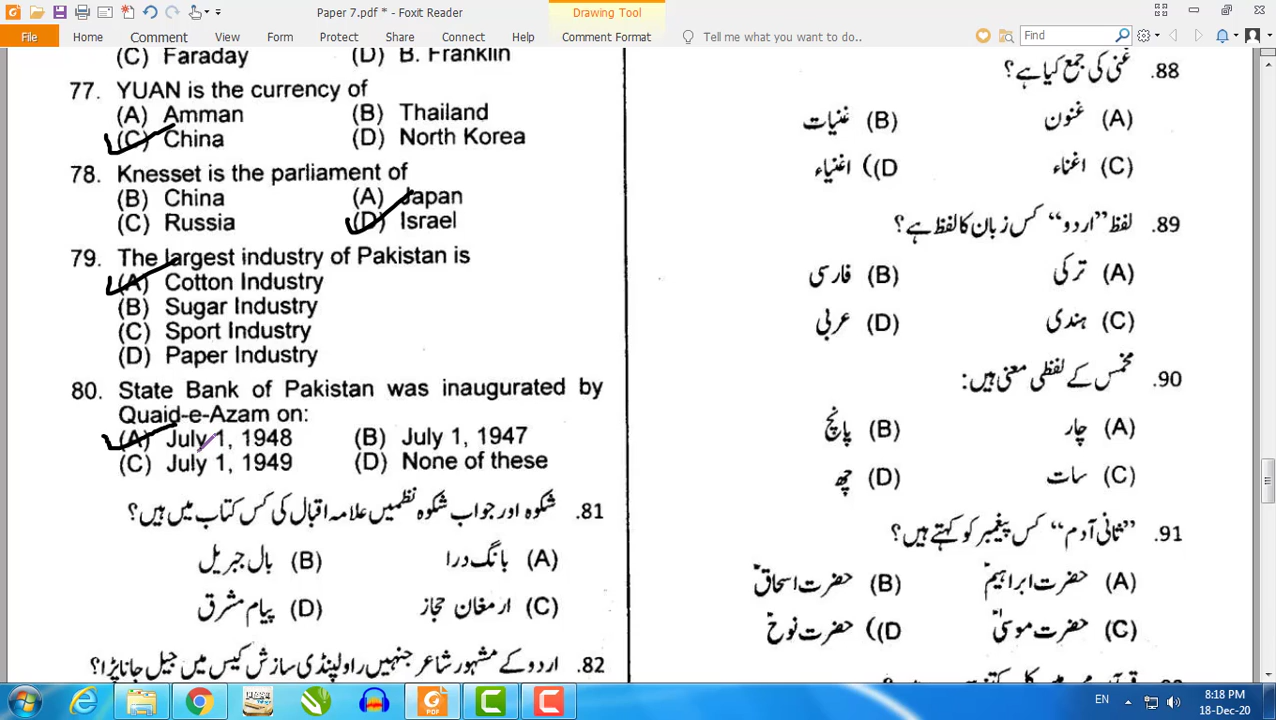 Paper 7.pdf * - Foxit Reader
Drawing Tool
File Home Comment View Form Protect Share Connect Help Comment Format Tell me what you want to do.. Find
(C) Faraday (D) B. Franklin
77. YUAN is the currency of
(A) Amman (B) Thailand
(C) China (D) North Korea
78. Knesset is the parliament of
(B) China (A) Japan
(C) Russia (D) Israel
79. The largest industry of Pakistan is
(A) Cotton Industry
(B) Sugar Industry
(C) Sport Industry
(D) Paper Industry
80. State Bank of Pakistan was inaugurated by
Quaid-e-Azam on:
(A) July 1, 1948 (B) July 1, 1947
(C) July 1, 1949 (D) None of these
81. شکوہ اور جواب شکوہ نظمیں علامہ اقبال کی کس کتاب میں ہیں؟
(A) بانگ درا (B) بال جبریل
(C) ارمغان حجاز (D) پیام مشرق
82. اردو کے مشہور شاعر جنہیں راولپنڈی سازش کیس میں جیل جانا پڑا؟
88. غنی کی جمع کیا ہے؟
(A) غنون (B) غنیات
(C) اغناء (D) اغنیاء
89. لفظ ”اردو“ کس زبان کا لفظ ہے؟
(A) ترکی (B) فارسی
(C) ہندی (D) عربی
90. مخمس کے لفظی معنی ہیں:
(A) چار (B) پانچ
(C) سات (D) چھ
91. ”ثانی آدم“ کس پیغمبر کو کہتے ہیں؟
(A) حضرت ابراہیمؑ (B) حضرت اسحاقؑ
(C) حضرت موسیٰؑ (D) حضرت نوحؑ
EN 8:18 PM
18-Dec-20